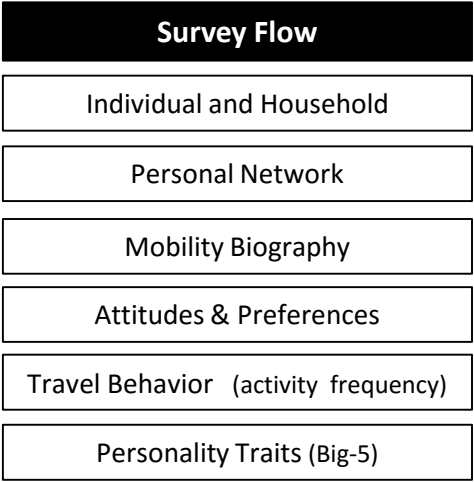 Survey Flow
Individual and Household
Personal Network
Mobility Biography
Attitudes & Preferences
Travel Behavior (activity frequency)
Personality Traits (Big-5)